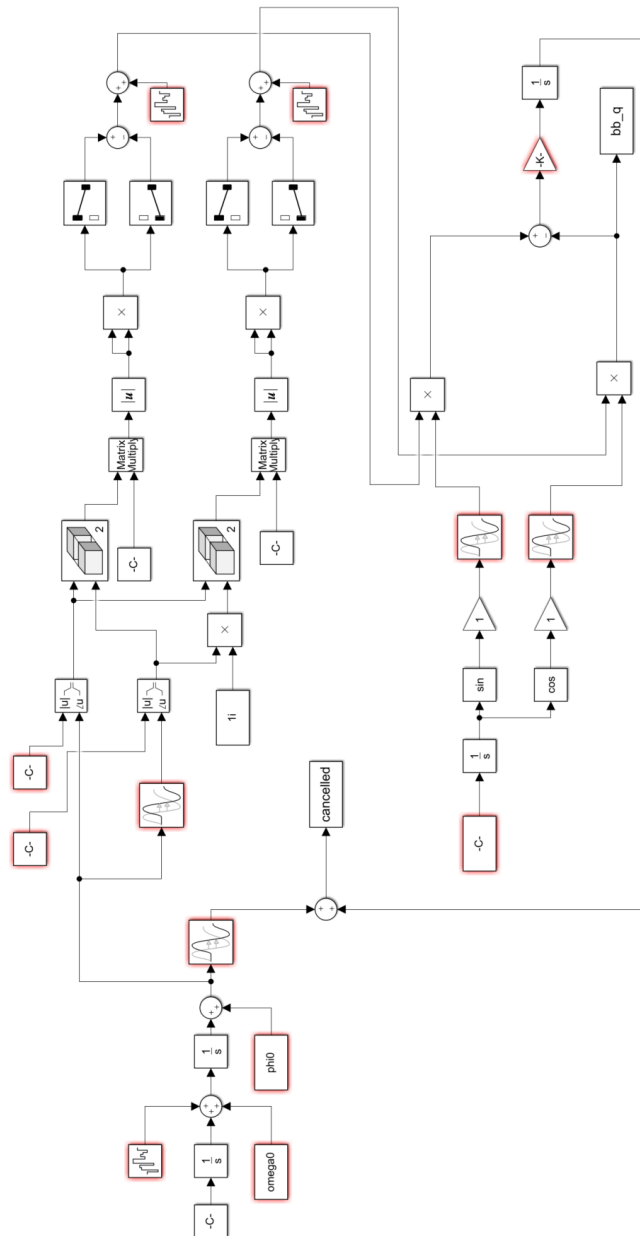 1/s
-K-
bb_q
×
×
|u|
|u|
Matrix
Multiply
Matrix
Multiply
×
×
2
2
-C-
-C-
1
1
|u|
∠u
|u|
∠u
×
sin
cos
1i
-C-
-C-
1/s
cancelled
-C-
1/s
phi0
1/s
omega0
-C-